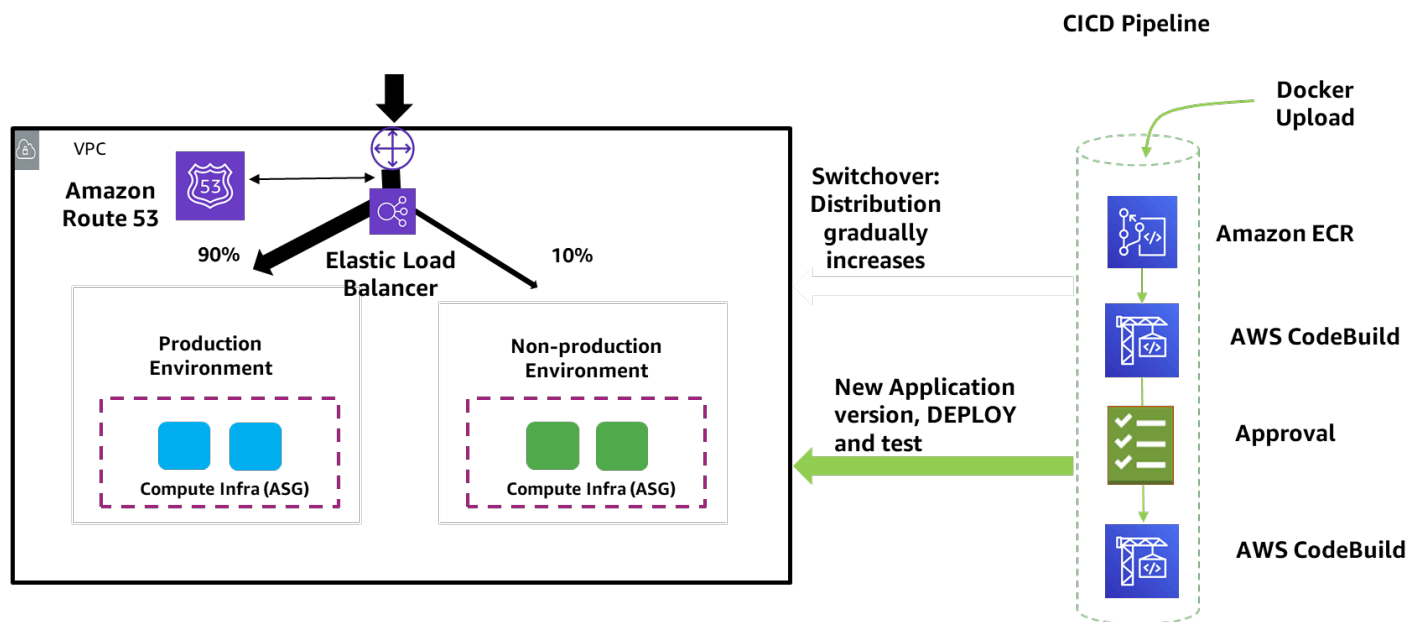 CICD Pipeline
Docker
Upload
VPC
Amazon
Route 53
53
90%
Elastic Load
Balancer
10%
Production
Environment
Compute Infra (ASG)
Non-production
Environment
Compute Infra (ASG)
Switchover:
Distribution
gradually
increases
New Application
version, DEPLOY
and test
Amazon ECR
AWS CodeBuild
Approval
AWS CodeBuild